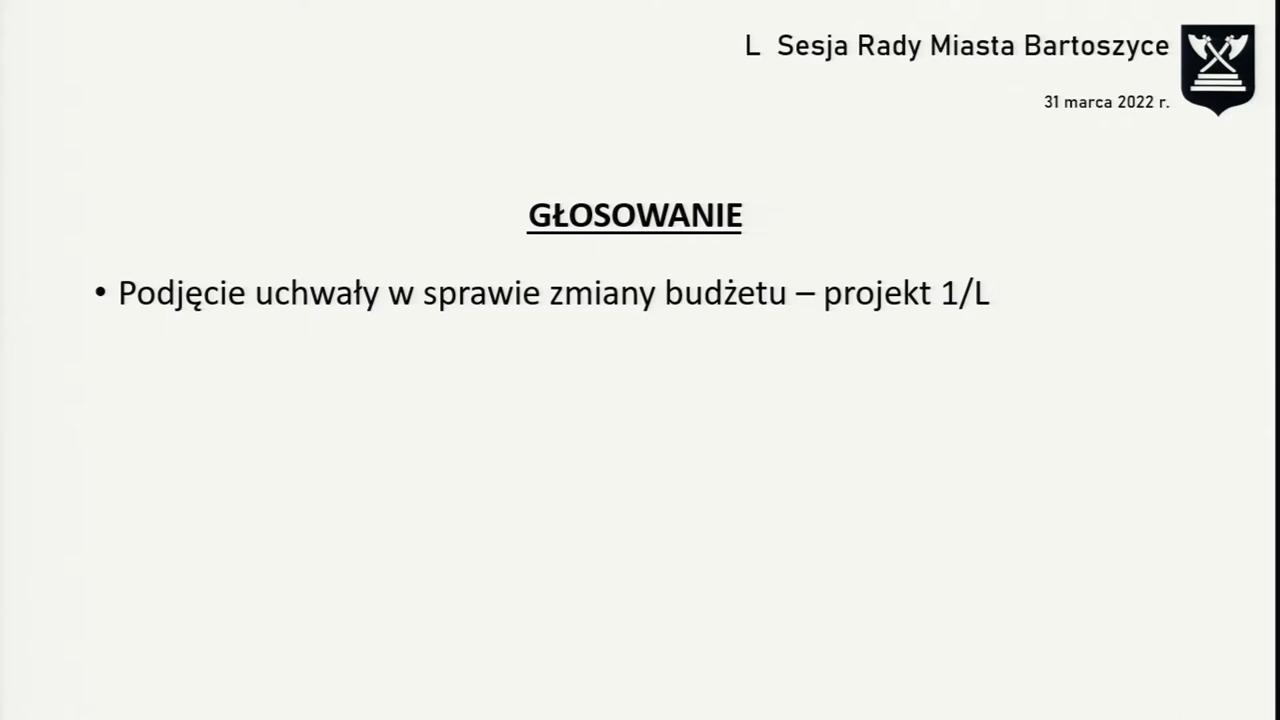 L Sesja Rady Miasta Bartoszyce
31 marca 2022 r.
GŁOSOWANIE
• Podjęcie uchwały w sprawie zmiany budżetu – projekt 1/L